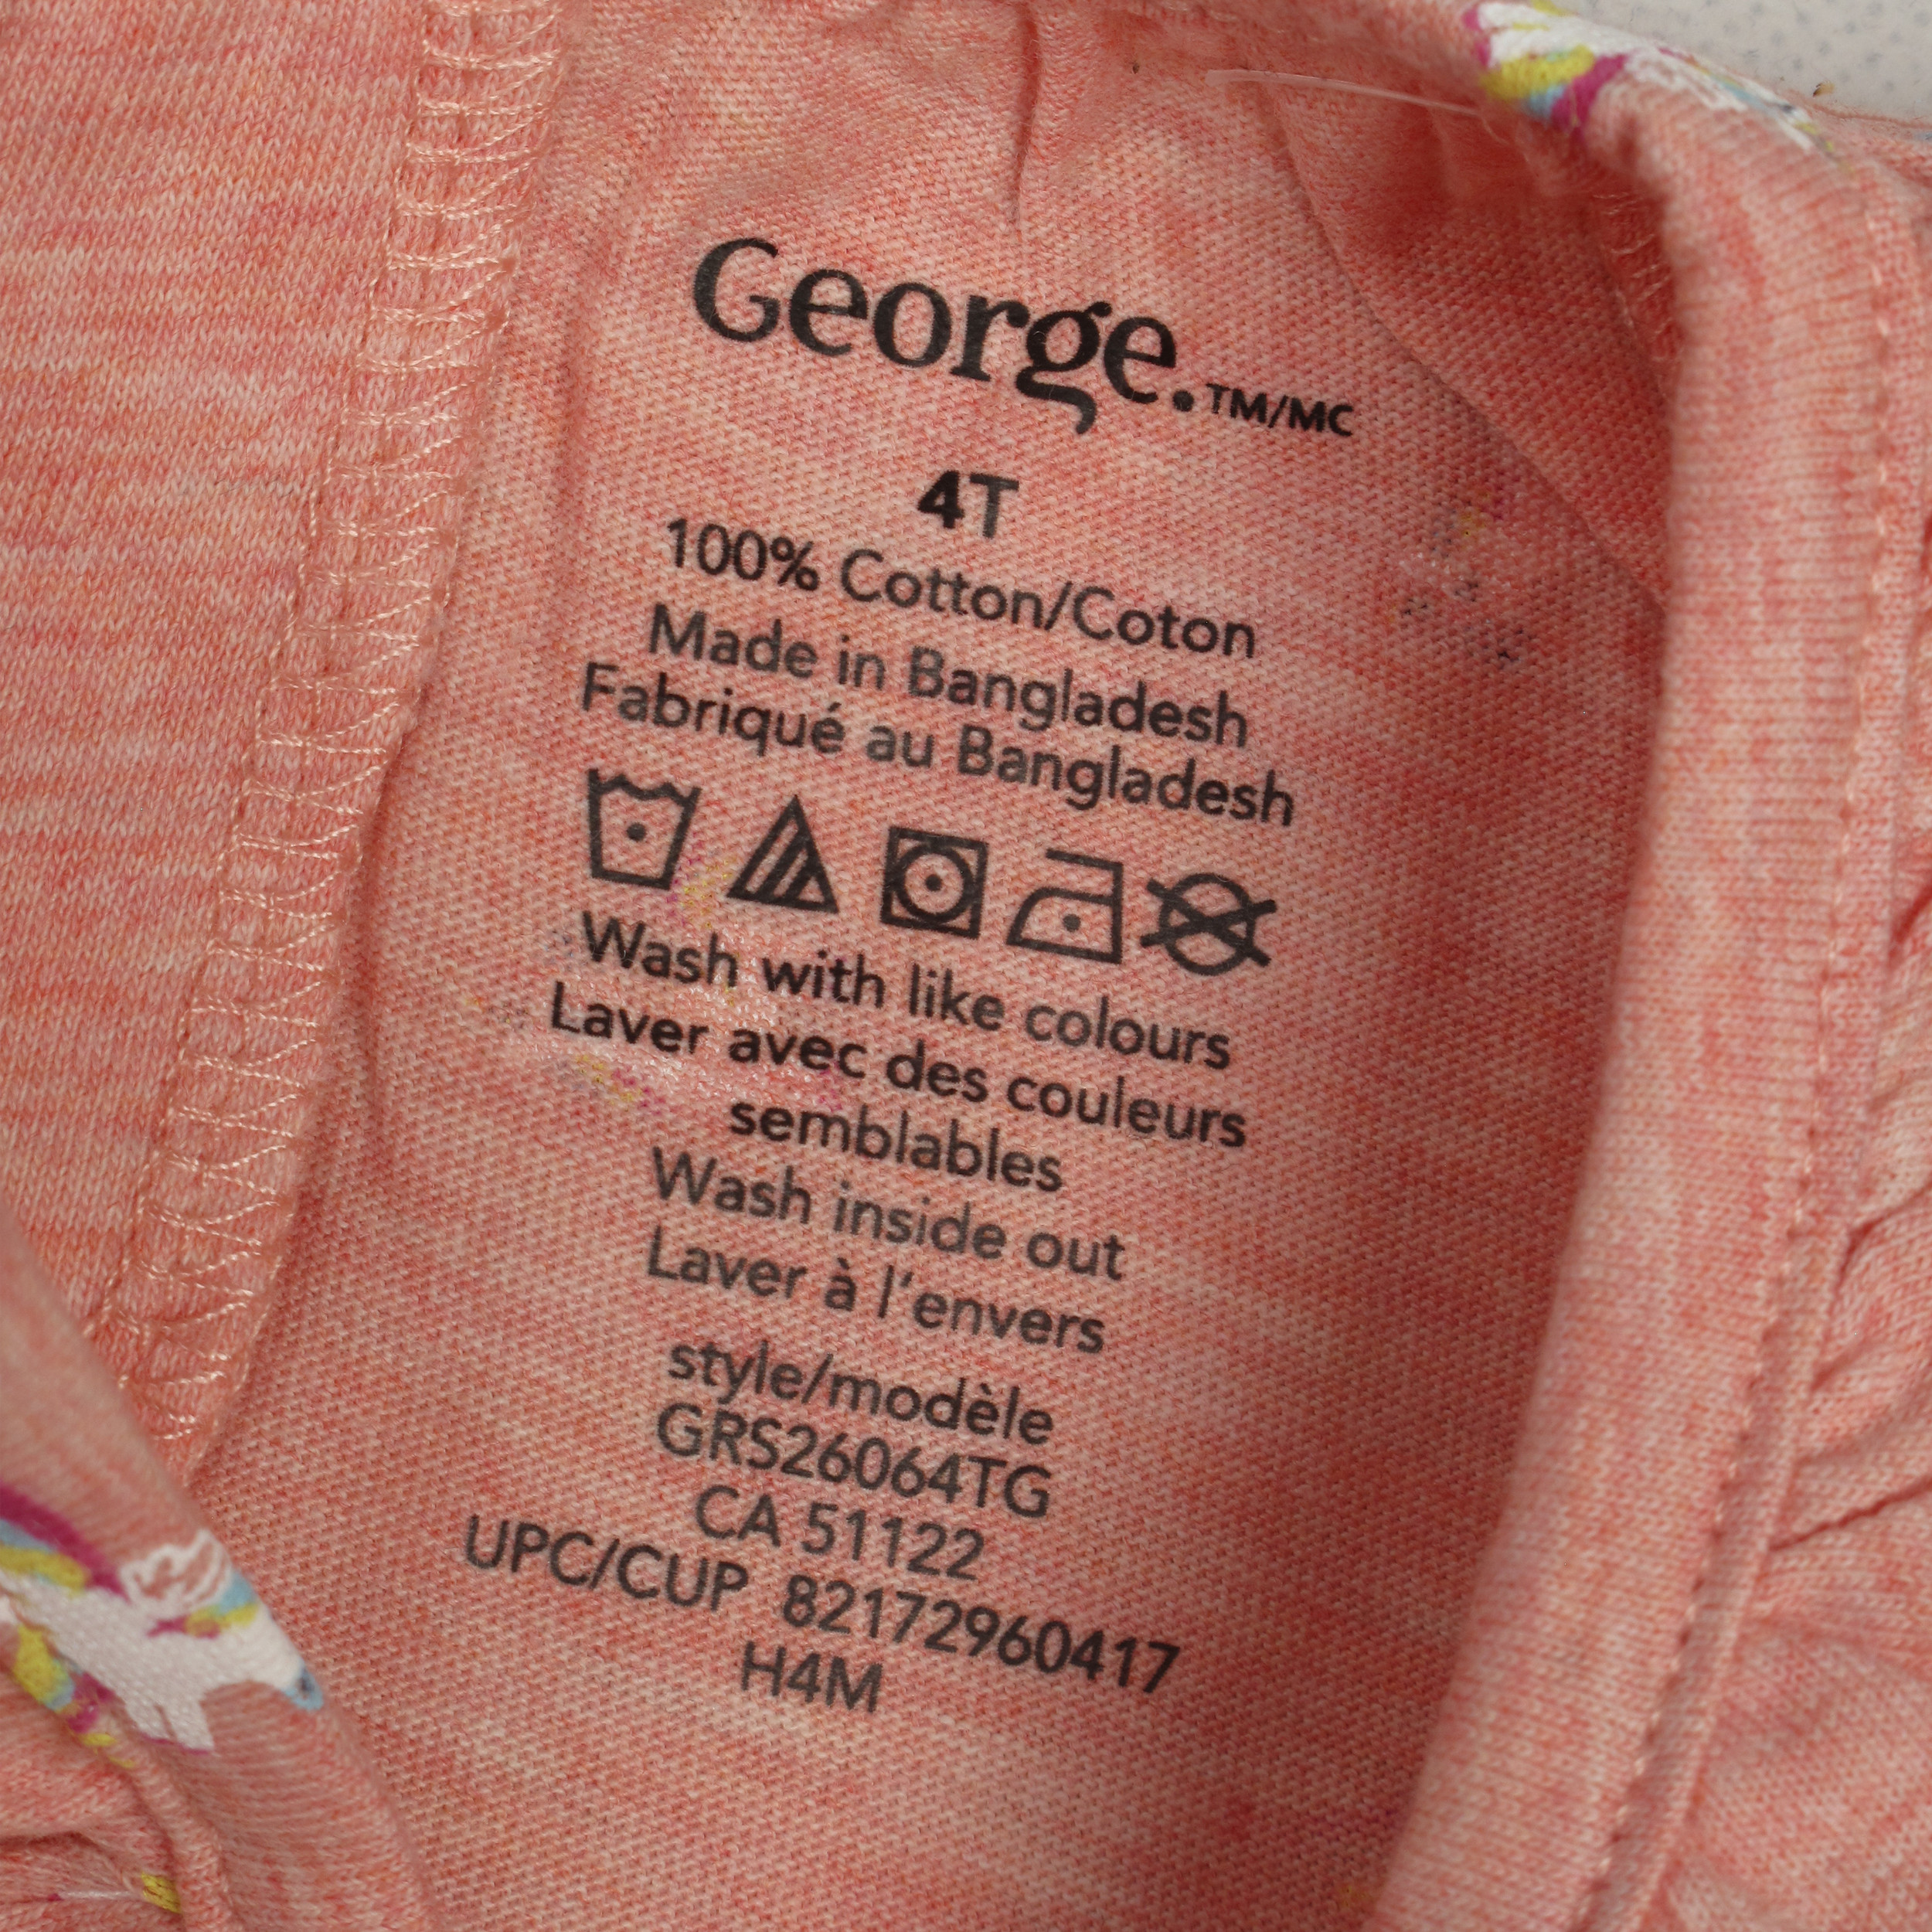 George.TM/MC
4T
100% Cotton/Coton
Made in Bangladesh
Fabriqué au Bangladesh
Wash with like colours
Laver avec des couleurs
semblables
Wash inside out
Laver à l'envers
style/modèle
GRS26064TG
CA 51122
UPC/CUP 82172960417
H4M